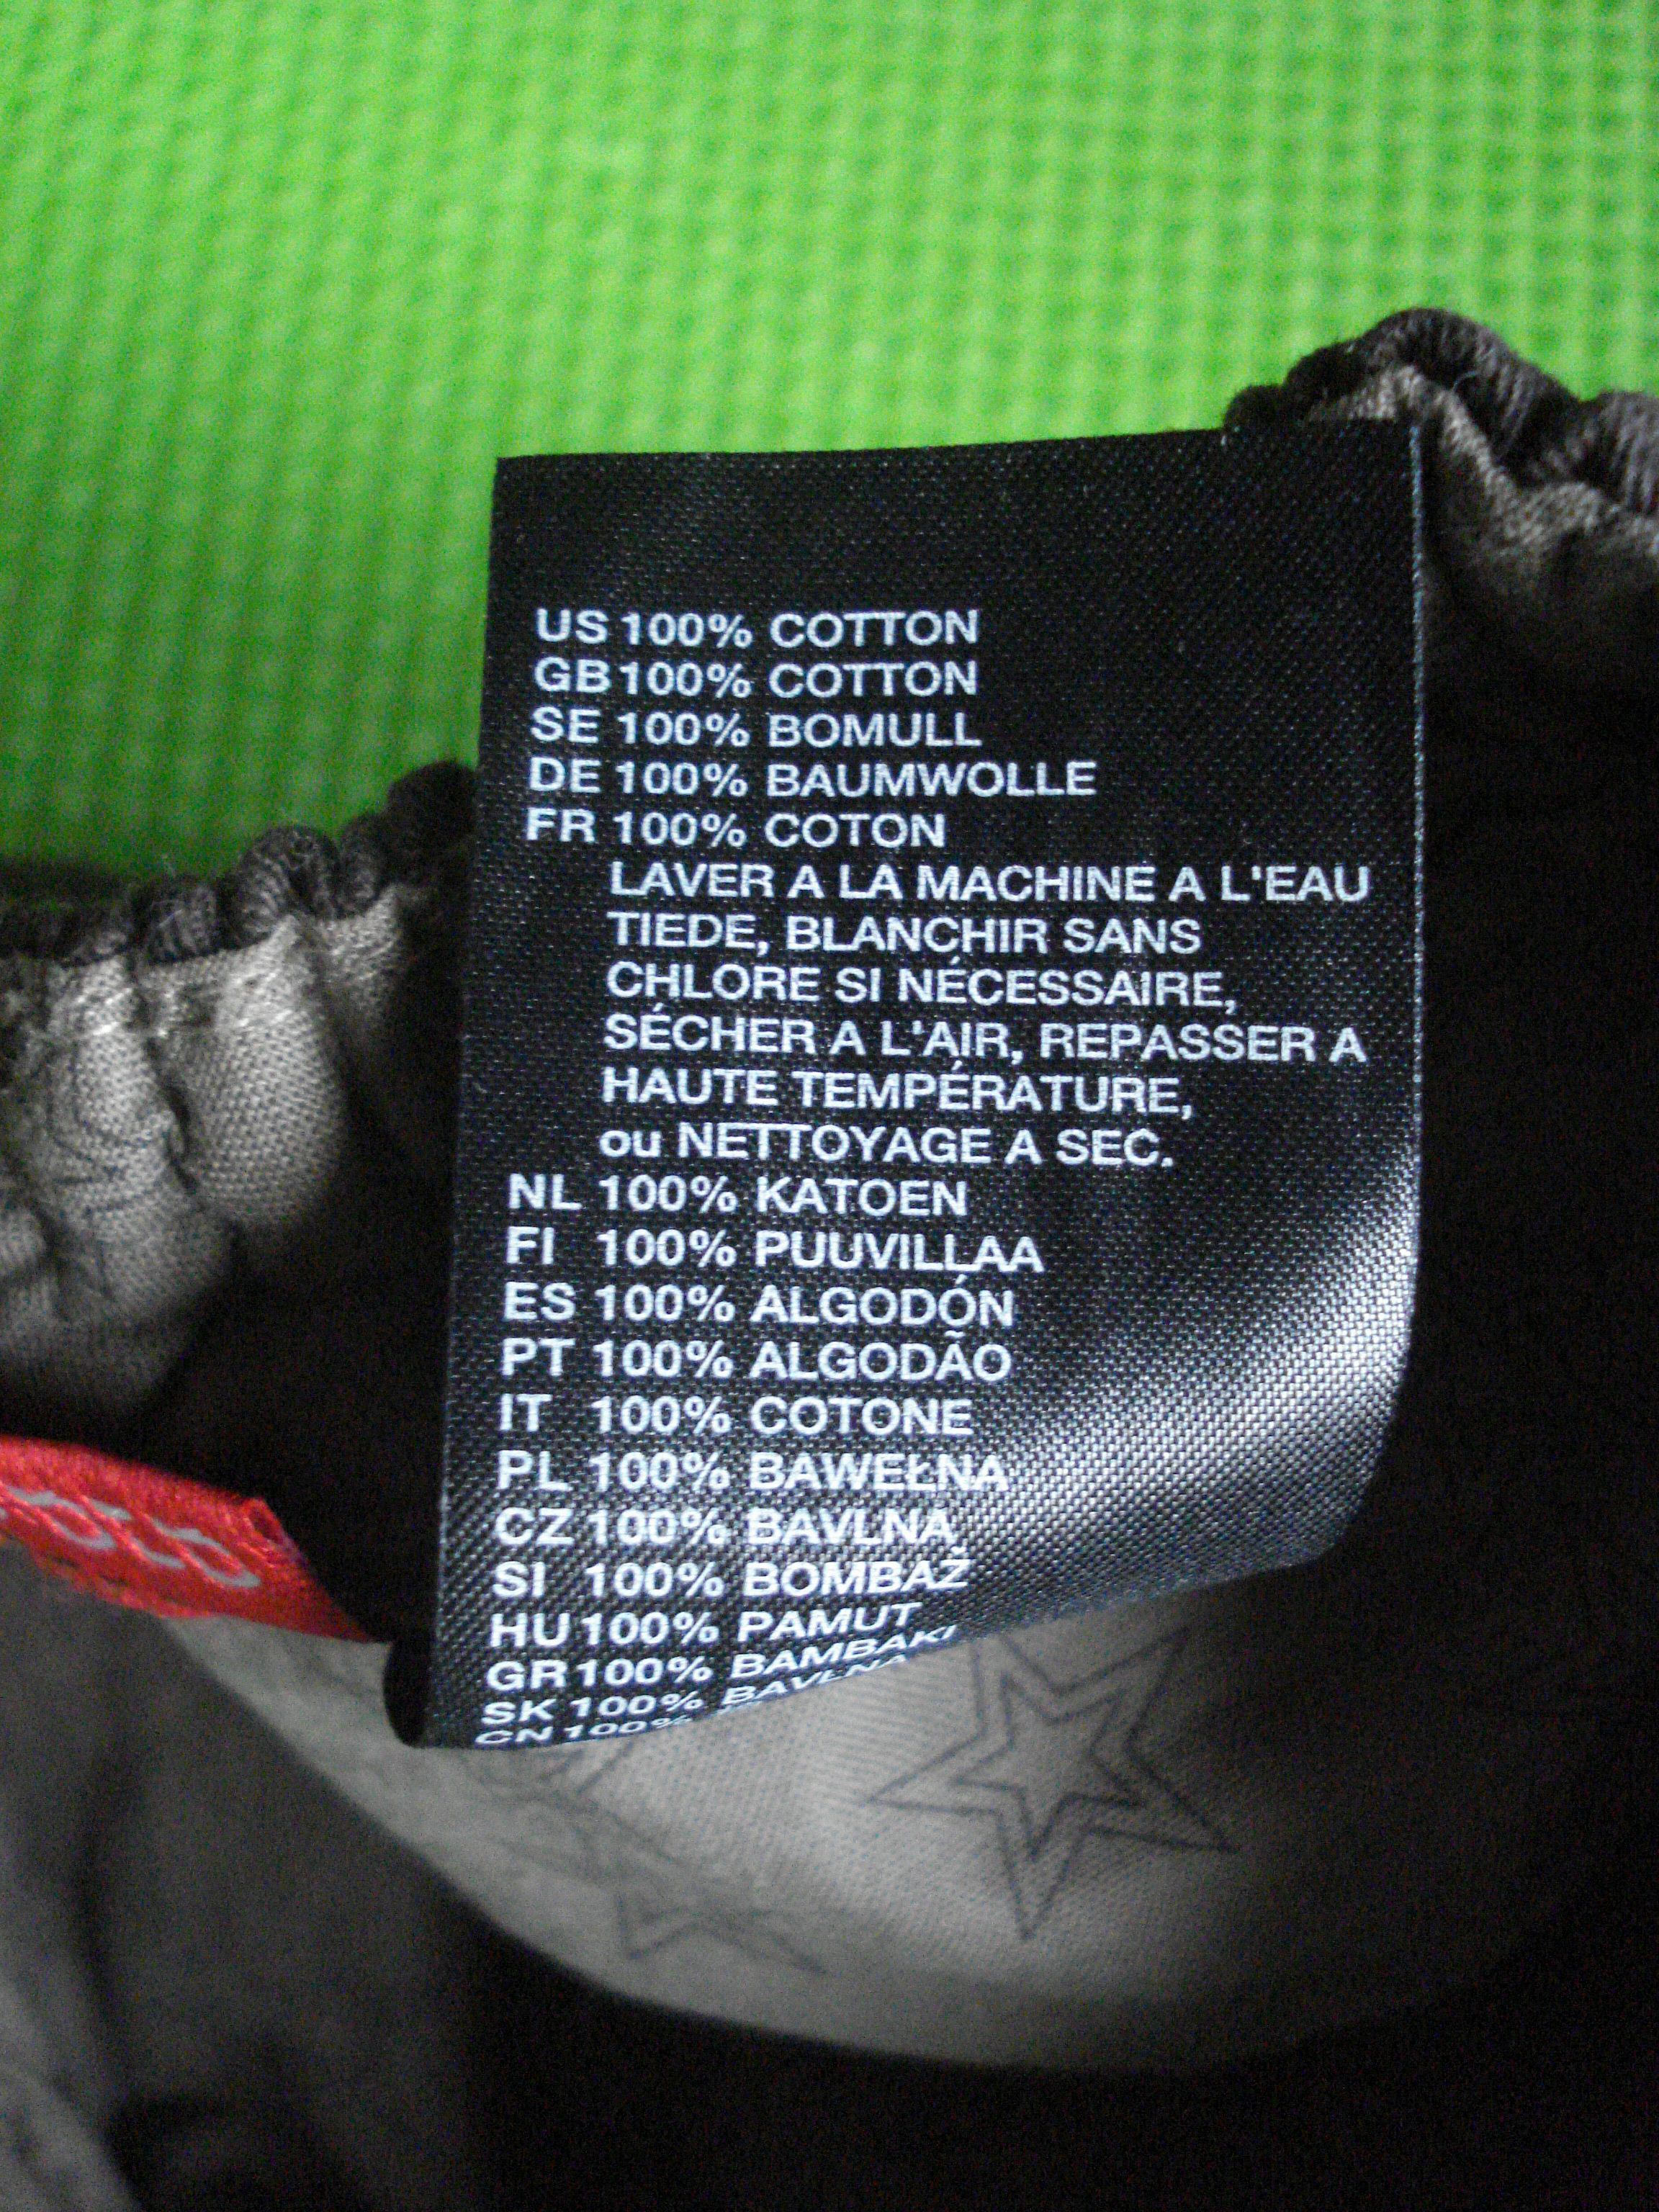 US 100% COTTON
GB 100% COTTON
SE 100% BOMULL
DE 100% BAUMWOLLE
FR 100% COTON
LAVER A LA MACHINE A L'EAU
TIEDE, BLANCHIR SANS
CHLORE SI NÉCESSAIRE,
SÉCHER A L'AIR, REPASSER A
HAUTE TEMPÉRATURE,
ou NETTOYAGE A SEC.
NL 100% KATOEN
FI 100% PUUVILLAA
ES 100% ALGODÓN
PT 100% ALGODÃO
IT 100% COTONE
PL 100% BAWEŁNA
CZ 100% BAVLNA
SI 100% BOMBAŽ
HU 100% PAMUT
GR 100% BAMBAKI
SK 100% BAVLNA
CN 100%